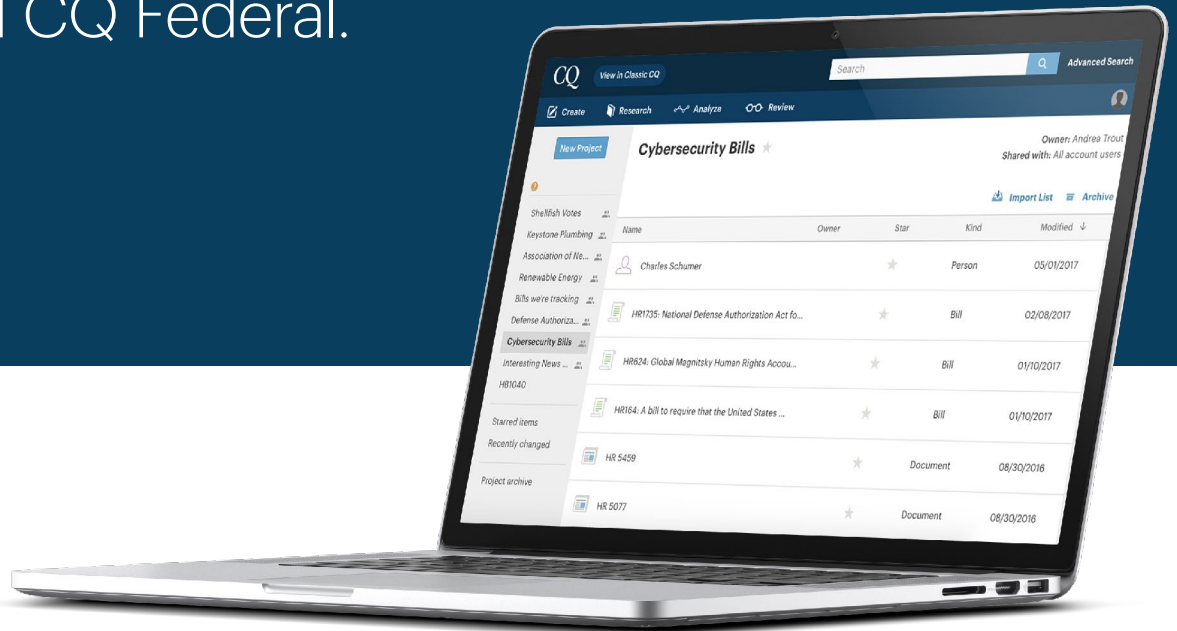 CQ Federal.
CQ View in Classic CQ Search Advanced Search
Create Research Analyze Review
New Project Cybersecurity Bills Owner: Andrea Trout
Shared with: All account users
Import List Archive
Shellfish Votes
Keystone Plumbing
Association of Ne...
Renewable Energy
Bills we're tracking
Defense Authoriza...
Cybersecurity Bills
Interesting News ...
HB1040
Starred items
Recently changed
Project archive
Name Owner Star Kind Modified ↓
Charles Schumer Person 05/01/2017
HR1735: National Defense Authorization Act fo... Bill 02/08/2017
HR624: Global Magnitsky Human Rights Accou... Bill 01/10/2017
HR164: A bill to require that the United States ... Bill 01/10/2017
HR 5459 Document 08/30/2016
HR 5077 Document 08/30/2016